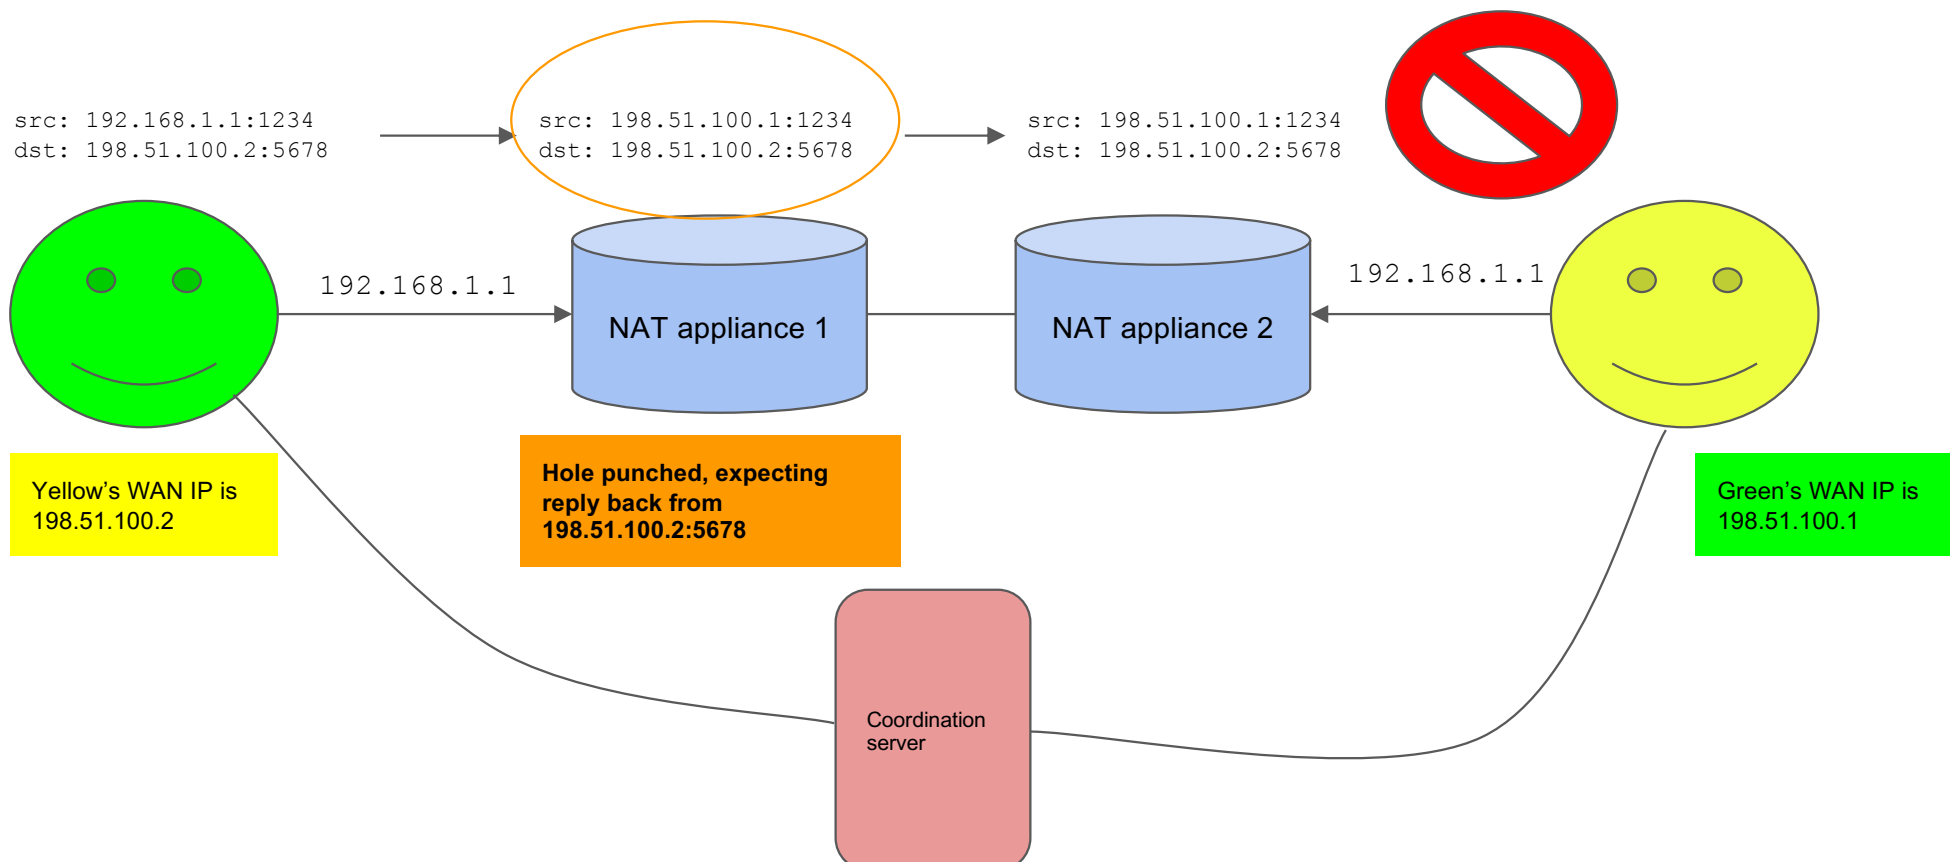 src: 192.168.1.1:1234
dst: 198.51.100.2:5678
src: 198.51.100.1:1234
dst: 198.51.100.2:5678
src: 198.51.100.1:1234
dst: 198.51.100.2:5678
192.168.1.1
NAT appliance 1
NAT appliance 2
192.168.1.1
Yellow's WAN IP is
198.51.100.2
Hole punched, expecting
reply back from
198.51.100.2:5678
Green's WAN IP is
198.51.100.1
Coordination
server